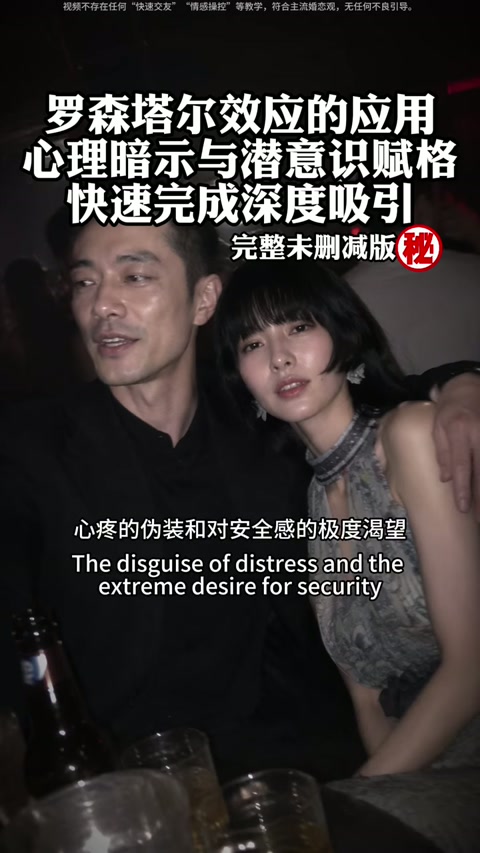 视频不存在任何“快速交友”“情感操控”等教学，符合主流婚恋观，无任何不良引导。
罗森塔尔效应的应用
心理暗示与潜意识赋格
快速完成深度吸引
完整未删减版 秘
心疼的伪装和对安全感的极度渴望
The disguise of distress and the
extreme desire for security